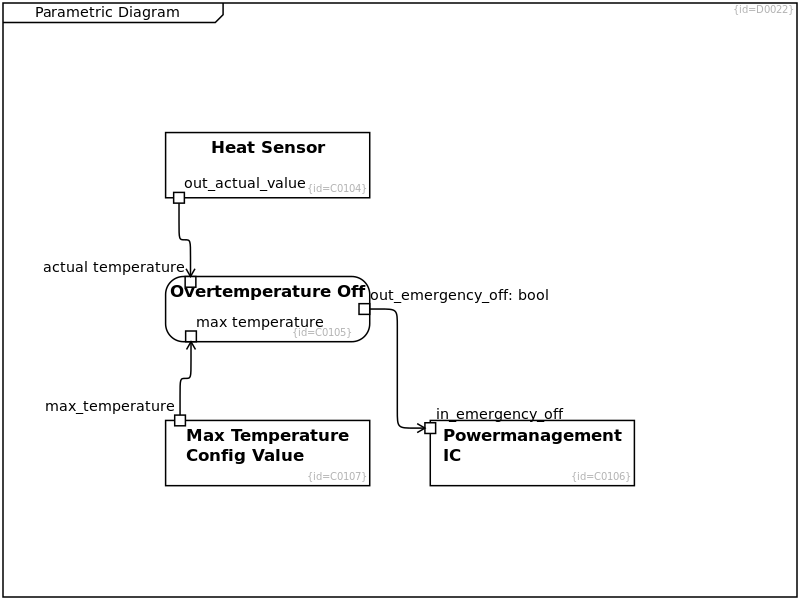 Parametric Diagram
{id=D0022}
Heat Sensor
out_actual_value
{id=C0104}
actual temperature
Overtemperature Off
out_emergency_off: bool
max temperature
{id=C0105}
max_temperature
in_emergency_off
Max Temperature
Config Value
{id=C0107}
Powermanagement
IC
{id=C0106}